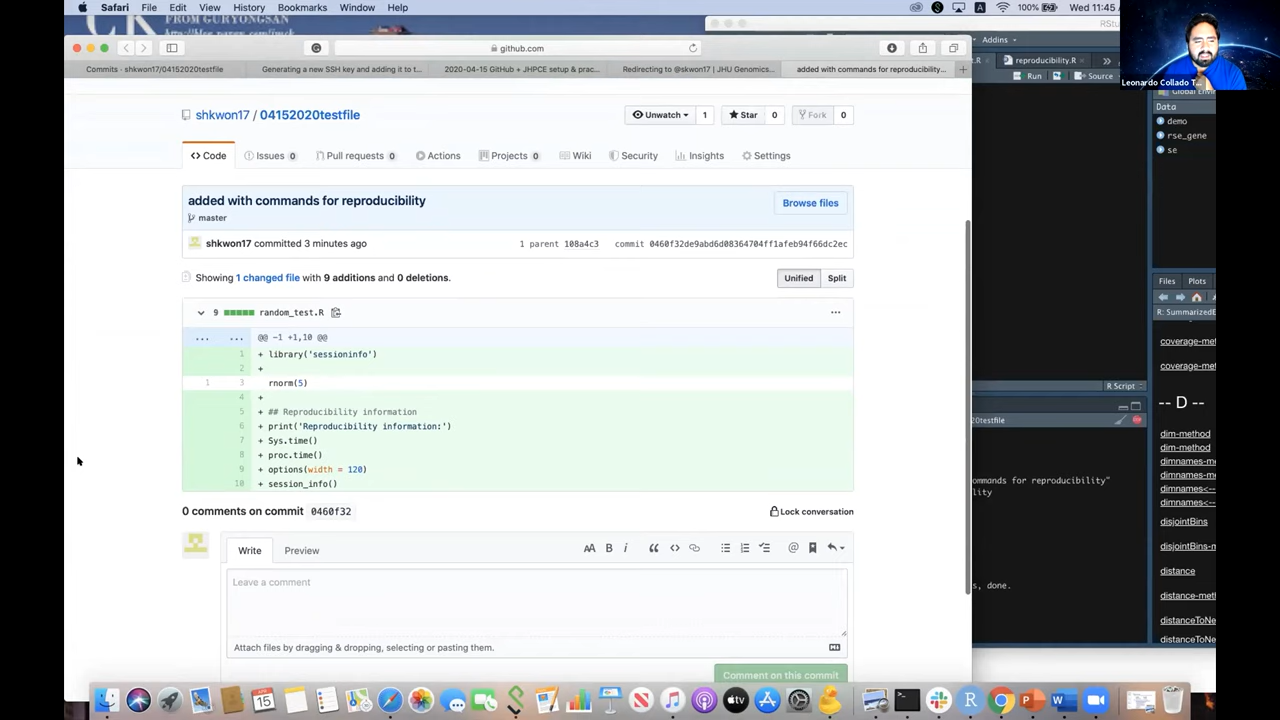 Safari File Edit View History Bookmarks Window Help
100% Wed 11:45
FROM GURYONGSAN
github.com
Commits · shkwon17/04152020testfile
Generating a new SSH key and adding it to t...
2020-04-15 GitHub + JHPCE setup & prac...
Redirecting to @skwon17 | JHU Genomics...
added with commands for reproducibility...
shkwon17 / 04152020testfile
Unwatch 1 Star 0 Fork 0
Code Issues 0 Pull requests 0 Actions Projects 0 Wiki Security Insights Settings
added with commands for reproducibility
Browse files
master
shkwon17 committed 3 minutes ago
1 parent 108a4c3 commit 0460f32de9abd6d08364704ff1afeb94f66dc2ec
Showing 1 changed file with 9 additions and 0 deletions.
Unified Split
9 random_test.R
... ... @@ -1 +1,10 @@
1 + library('sessioninfo')
2 +
1 3 rnorm(5)
4 +
5 + ## Reproducibility information
6 + print('Reproducibility information:')
7 + Sys.time()
8 + proc.time()
9 + options(width = 120)
10 + session_info()
0 comments on commit 0460f32
Lock conversation
Write Preview
Leave a comment
Attach files by dragging & dropping, selecting or pasting them.
Comment on this commit
Addins
reproducibility.R
Run Source
Data
demo
rse_gene
se
Files Plots
R: SummarizedE
coverage-met
coverage-met
R Script
-- D --
20testfile
dim-method
dimnames-m
dimnames-m
dimnames<--
dimnames<--
disjointBins
disjointBins-m
distance
distance-meth
distanceToNe
distanceToNe
ommands for reproducibility"
lity
s, done.
Leonardo Collado T...